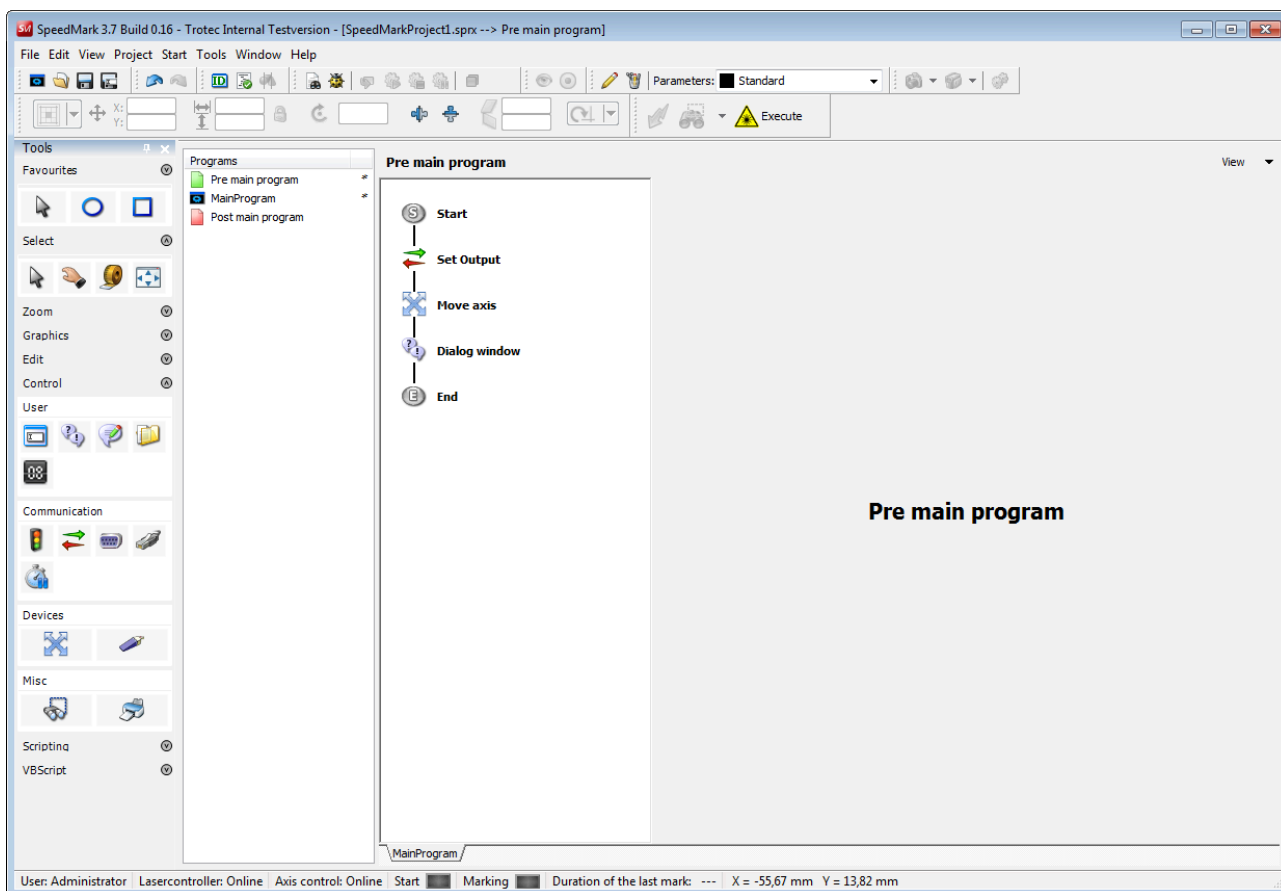 SpeedMark 3.7 Build 0.16 - Trotec Internal Testversion - [SpeedMarkProject1.sprx --> Pre main program]
File Edit View Project Start Tools Window Help
ID
Parameters: Standard
X:
Y:
Execute
Tools
Favourites
Select
Zoom
Graphics
Edit
Control
User
08
Communication
Devices
Misc
Scripting
VBScript
Programs
Pre main program *
MainProgram *
Post main program
Pre main program
View
S Start
Set Output
Move axis
Dialog window
E End
Pre main program
MainProgram
User: Administrator Lasercontroller: Online Axis control: Online Start Marking Duration of the last mark: --- X = -55,67 mm Y = 13,82 mm